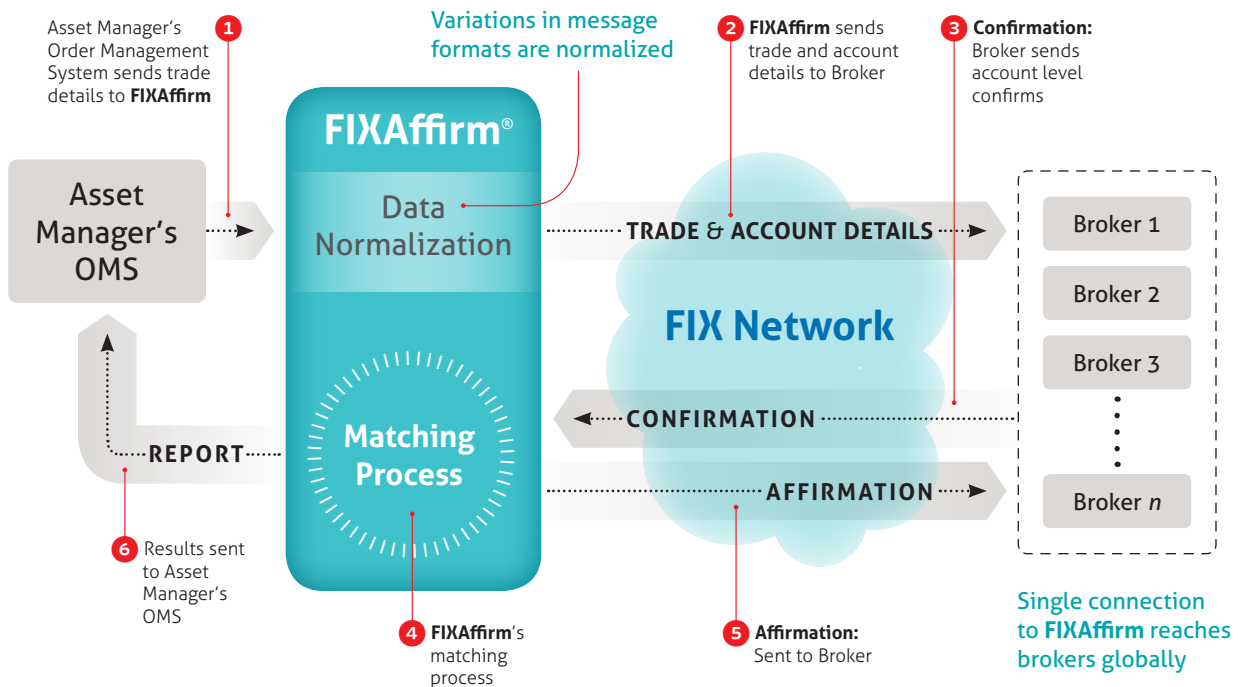 Asset Manager’s
Order Management
System sends trade
details to FIXAffirm
1
Variations in message
formats are normalized
2
FIXAffirm sends
trade and account
details to Broker
3
Confirmation:
Broker sends
account level
confirms
FIXAffirm®
Asset
Manager’s
OMS
Data
Normalization
TRADE & ACCOUNT DETAILS
FIX Network
Broker 1
Broker 2
Broker 3
Broker n
CONFIRMATION
Matching
Process
REPORT
AFFIRMATION
6
Results sent
to Asset
Manager’s
OMS
4
FIXAffirm’s
matching
process
5
Affirmation:
Sent to Broker
Single connection
to FIXAffirm reaches
brokers globally